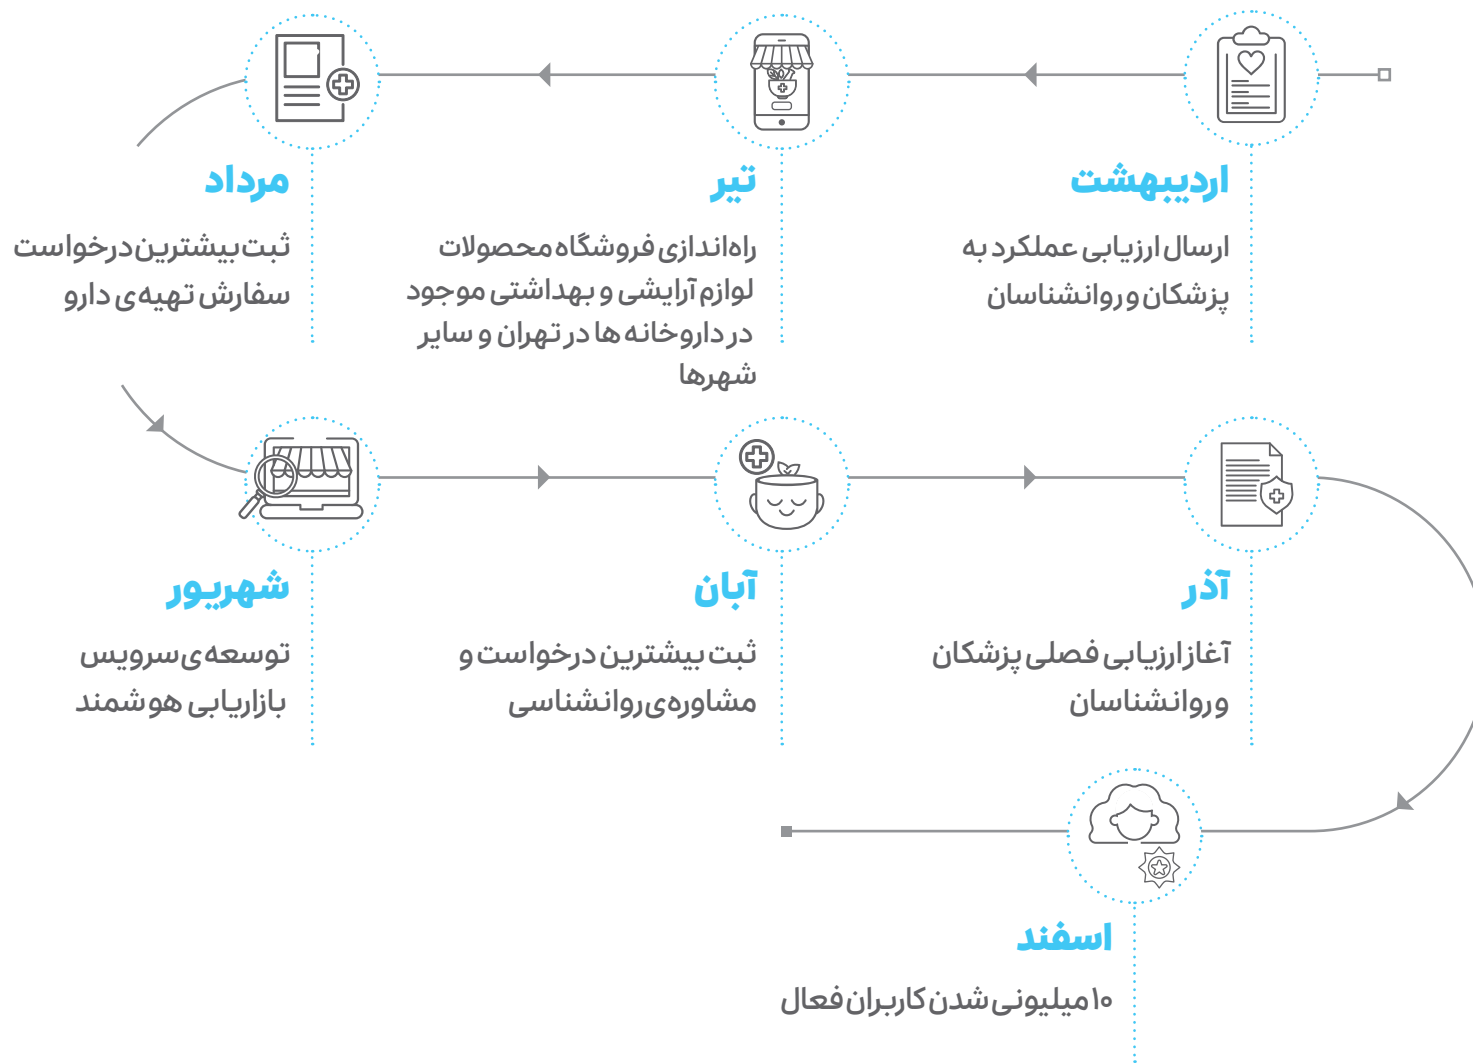 اردیبهشت
ارسال ارزیابی عملکرد به
پزشکان و روانشناسان
تیر
راه‌اندازی فروشگاه محصولات
لوازم آرایشی و بهداشتی موجود
در داروخانه ها در تهران و سایر
شهرها
مرداد
ثبت بیشترین درخواست
سفارش تهیه‌ی دارو
شهریور
توسعه‌ی سرویس
بازاریابی هوشمند
آبان
ثبت بیشترین درخواست و
مشاوره‌ی روانشناسی
آذر
آغاز ارزیابی فصلی پزشکان
و روانشناسان
اسفند
۱۰ میلیونی شدن کاربران فعال